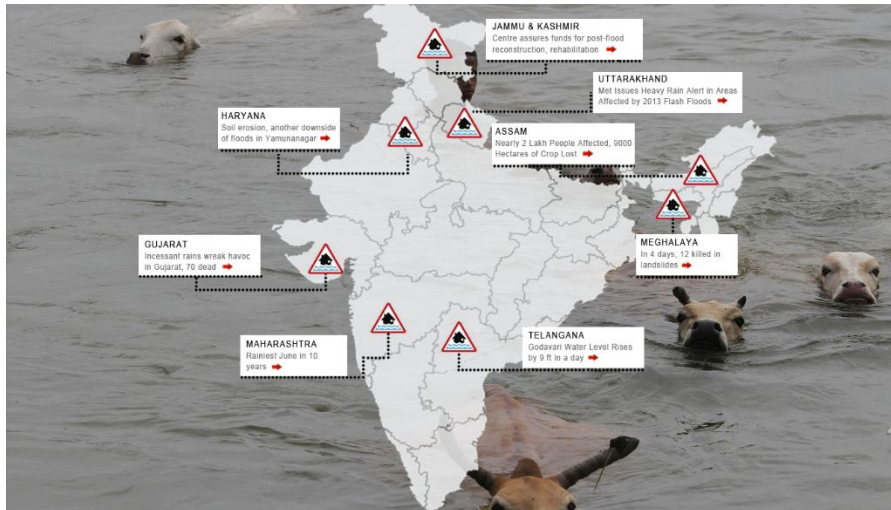 JAMMU & KASHMIR
Centre assures funds for post-flood
reconstruction, rehabilitation
UTTARAKHAND
Met Issues Heavy Rain Alert in Areas
Affected by 2013 Flash Floods
HARYANA
Soil erosion, another downside
of floods in Yamunanagar
ASSAM
Nearly 2 Lakh People Affected, 9000
Hectares of Crop Lost
GUJARAT
Incessant rains wreak havoc
in Gujarat, 70 dead
MEGHALAYA
In 4 days, 12 killed in
landslides
MAHARASHTRA
Rainiest June in 10
years
TELANGANA
Godavari Water Level Rises
by 9 ft in a day